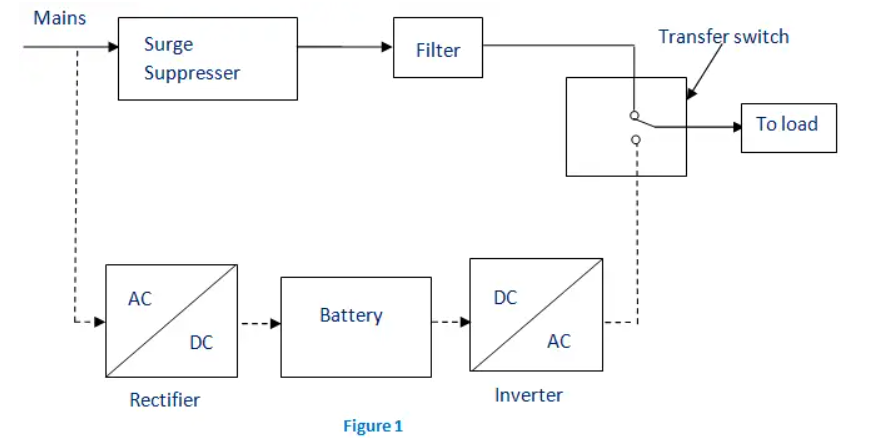 Mains
Surge
Suppresser
Filter
Transfer switch
To load
AC
DC
Rectifier
Battery
DC
AC
Inverter
Figure 1